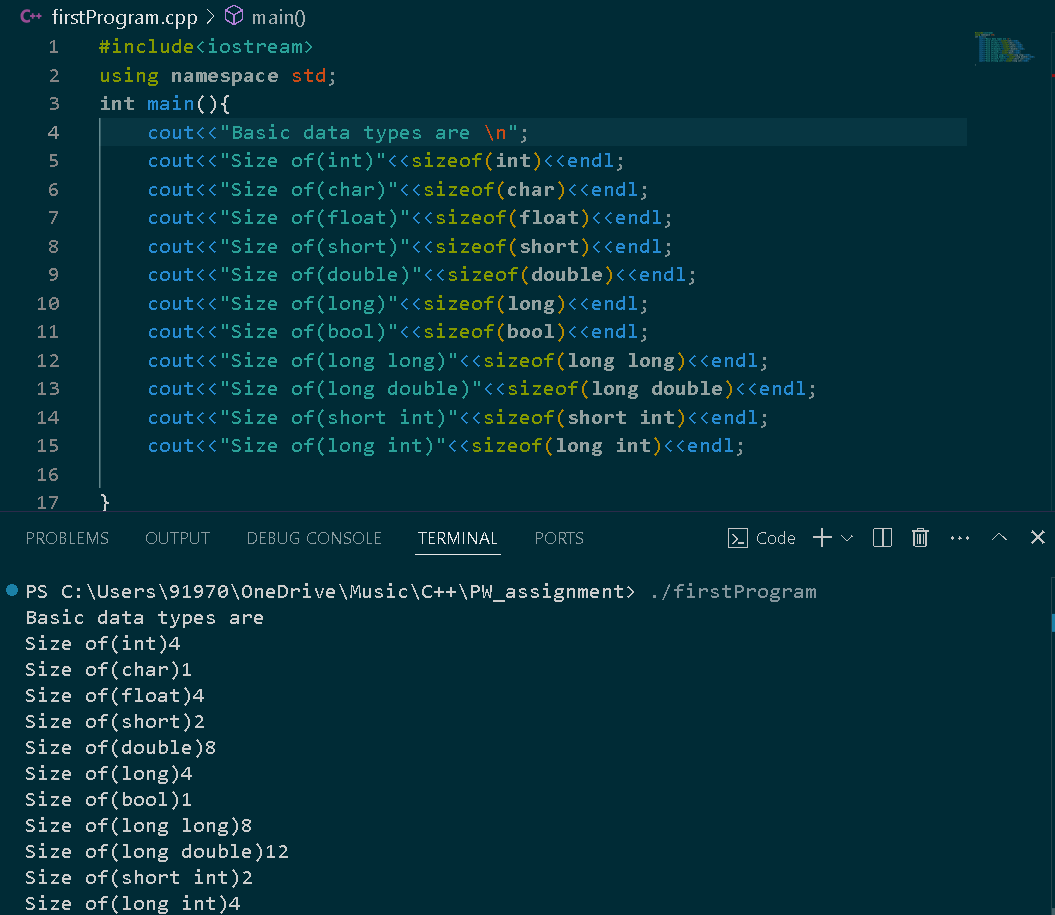 C++ firstProgram.cpp > main()
1 #include<iostream>
2 using namespace std;
3 int main(){
4     cout<<"Basic data types are \n";
5     cout<<"Size of(int)"<<sizeof(int)<<endl;
6     cout<<"Size of(char)"<<sizeof(char)<<endl;
7     cout<<"Size of(float)"<<sizeof(float)<<endl;
8     cout<<"Size of(short)"<<sizeof(short)<<endl;
9     cout<<"Size of(double)"<<sizeof(double)<<endl;
10     cout<<"Size of(long)"<<sizeof(long)<<endl;
11     cout<<"Size of(bool)"<<sizeof(bool)<<endl;
12     cout<<"Size of(long long)"<<sizeof(long long)<<endl;
13     cout<<"Size of(long double)"<<sizeof(long double)<<endl;
14     cout<<"Size of(short int)"<<sizeof(short int)<<endl;
15     cout<<"Size of(long int)"<<sizeof(long int)<<endl;
16
17 }
PROBLEMS OUTPUT DEBUG CONSOLE TERMINAL PORTS Code
PS C:\Users\91970\OneDrive\Music\C++\PW_assignment> ./firstProgram
Basic data types are
Size of(int)4
Size of(char)1
Size of(float)4
Size of(short)2
Size of(double)8
Size of(long)4
Size of(bool)1
Size of(long long)8
Size of(long double)12
Size of(short int)2
Size of(long int)4